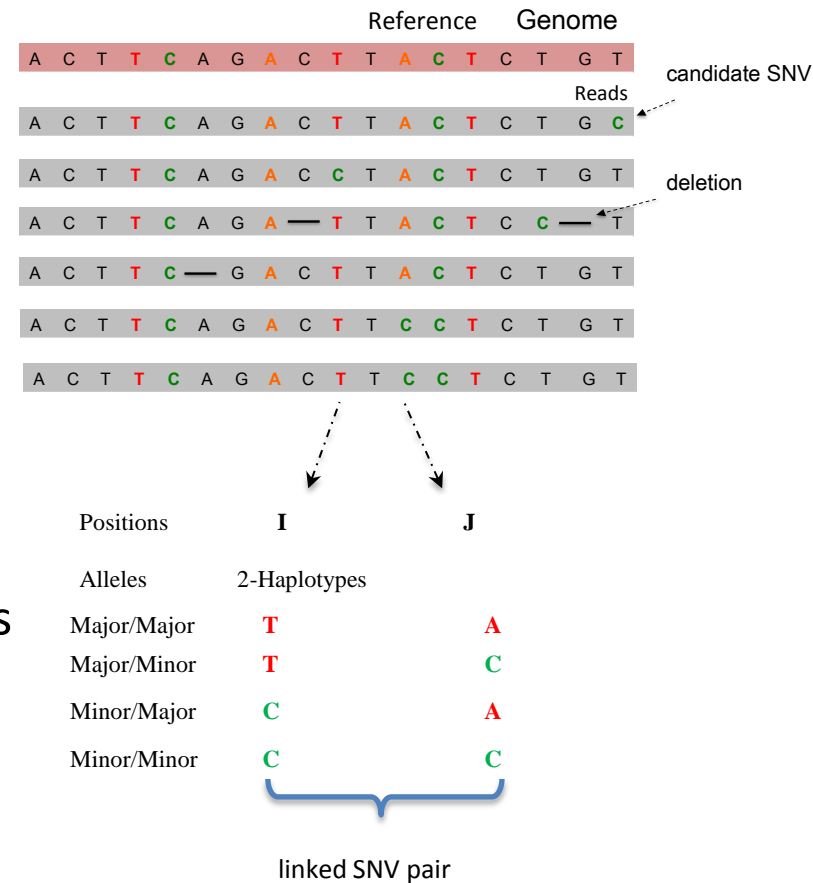 Reference Genome
A C T T C A G A C T T A C T C T G T
candidate SNV
Reads
A C T T C A G A C T T A C T C T G C
A C T T C A G A C C T A C T C T G T
deletion
A C T T C A G A — T T A C T C C — T
A C T T C — G A C T T A C T C T G T
A C T T C A G A C T T C C T C T G T
A C T T C A G A C T T C C T C T G T
Positions I J
Alleles 2-Haplotypes
s
Major/Major T A
Major/Minor T C
Minor/Major C A
Minor/Minor C C
linked SNV pair